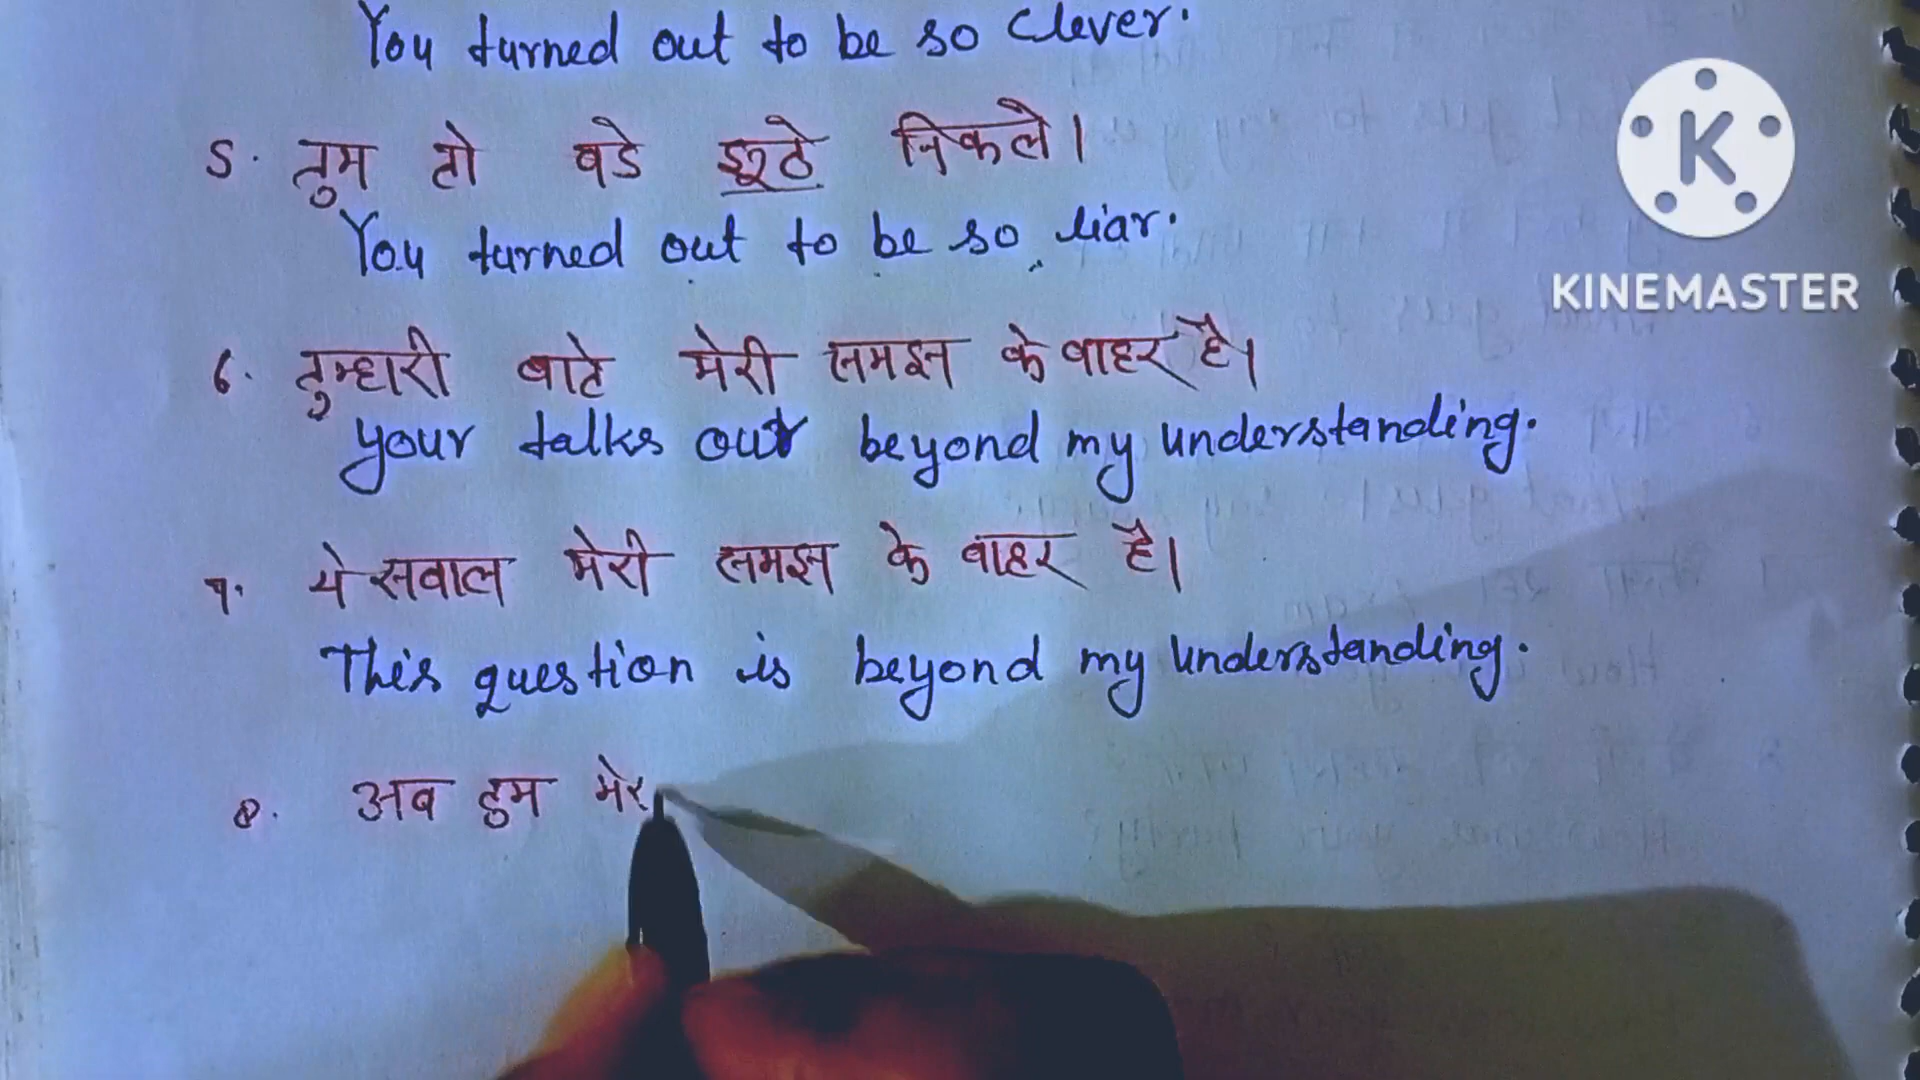 You turned out to be so clever.
5. तुम तो बडे झूठे निकले।
You turned out to be so liar.
6. तुम्हारी बाते मेरी समझ के बाहर है।
your talks out beyond my understanding.
7. ये सवाल मेरी समझ के बाहर है।
This question is beyond my understanding.
8. अब तुम मेर
KINEMASTER